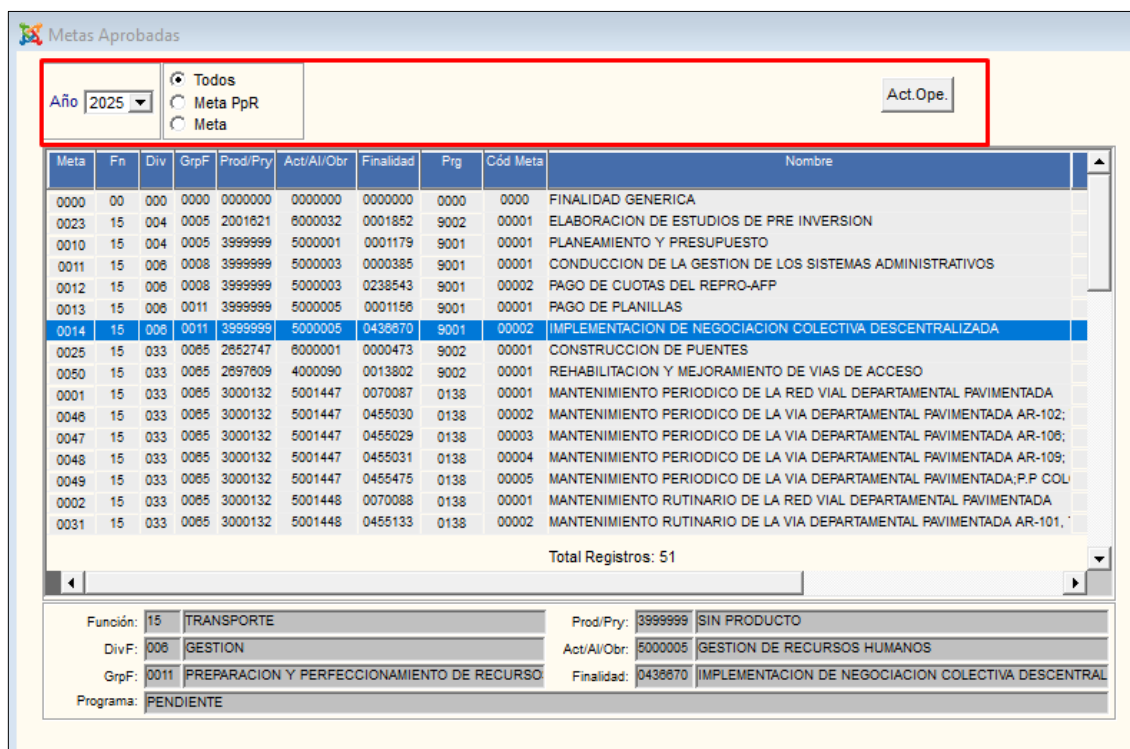 Metas Aprobadas
Año 2025
Todos
Meta PpR
Meta
Act.Ope.
Meta Fn Div GrpF Prod/Pry Act/AI/Obr Finalidad Prg Cód Meta Nombre
0000 00 000 0000 0000000 0000000 0000000 0000 0000 FINALIDAD GENERICA
0023 15 004 0005 2001621 6000032 0001852 9002 00001 ELABORACION DE ESTUDIOS DE PRE INVERSION
0010 15 004 0005 3999999 5000001 0001179 9001 00001 PLANEAMIENTO Y PRESUPUESTO
0011 15 006 0008 3999999 5000003 0000385 9001 00001 CONDUCCION DE LA GESTION DE LOS SISTEMAS ADMINISTRATIVOS
0012 15 006 0008 3999999 5000003 0238543 9001 00002 PAGO DE CUOTAS DEL REPRO-AFP
0013 15 006 0011 3999999 5000005 0001156 9001 00001 PAGO DE PLANILLAS
0014 15 006 0011 3999999 5000005 0436670 9001 00002 IMPLEMENTACION DE NEGOCIACION COLECTIVA DESCENTRALIZADA
0025 15 033 0065 2652747 6000001 0000473 9002 00001 CONSTRUCCION DE PUENTES
0050 15 033 0065 2697609 4000090 0013802 9002 00001 REHABILITACION Y MEJORAMIENTO DE VIAS DE ACCESO
0001 15 033 0065 3000132 5001447 0070087 0138 00001 MANTENIMIENTO PERIODICO DE LA RED VIAL DEPARTAMENTAL PAVIMENTADA
0046 15 033 0065 3000132 5001447 0455030 0138 00002 MANTENIMIENTO PERIODICO DE LA VIA DEPARTAMENTAL PAVIMENTADA AR-102;
0047 15 033 0065 3000132 5001447 0455029 0138 00003 MANTENIMIENTO PERIODICO DE LA VIA DEPARTAMENTAL PAVIMENTADA AR-106;
0048 15 033 0065 3000132 5001447 0455031 0138 00004 MANTENIMIENTO PERIODICO DE LA VIA DEPARTAMENTAL PAVIMENTADA AR-109;
0049 15 033 0065 3000132 5001447 0455475 0138 00005 MANTENIMIENTO PERIODICO DE LA VIA DEPARTAMENTAL PAVIMENTADA;P.P COL
0002 15 033 0065 3000132 5001448 0070088 0138 00001 MANTENIMIENTO RUTINARIO DE LA RED VIAL DEPARTAMENTAL PAVIMENTADA
0031 15 033 0065 3000132 5001448 0455133 0138 00002 MANTENIMIENTO RUTINARIO DE LA VIA DEPARTAMENTAL PAVIMENTADA AR-101,
Total Registros: 51
Función: 15 TRANSPORTE Prod/Pry: 3999999 SIN PRODUCTO
DivF: 006 GESTION Act/AI/Obr: 5000005 GESTION DE RECURSOS HUMANOS
GrpF: 0011 PREPARACION Y PERFECCIONAMIENTO DE RECURSO Finalidad: 0436670 IMPLEMENTACION DE NEGOCIACION COLECTIVA DESCENTRAL
Programa: PENDIENTE